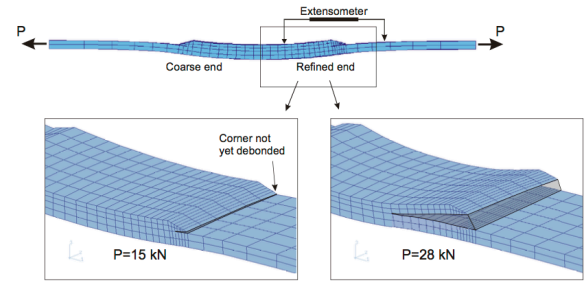 Extensometer
P
P
Coarse end
Refined end
Corner not
yet debonded
P=15 kN
P=28 kN